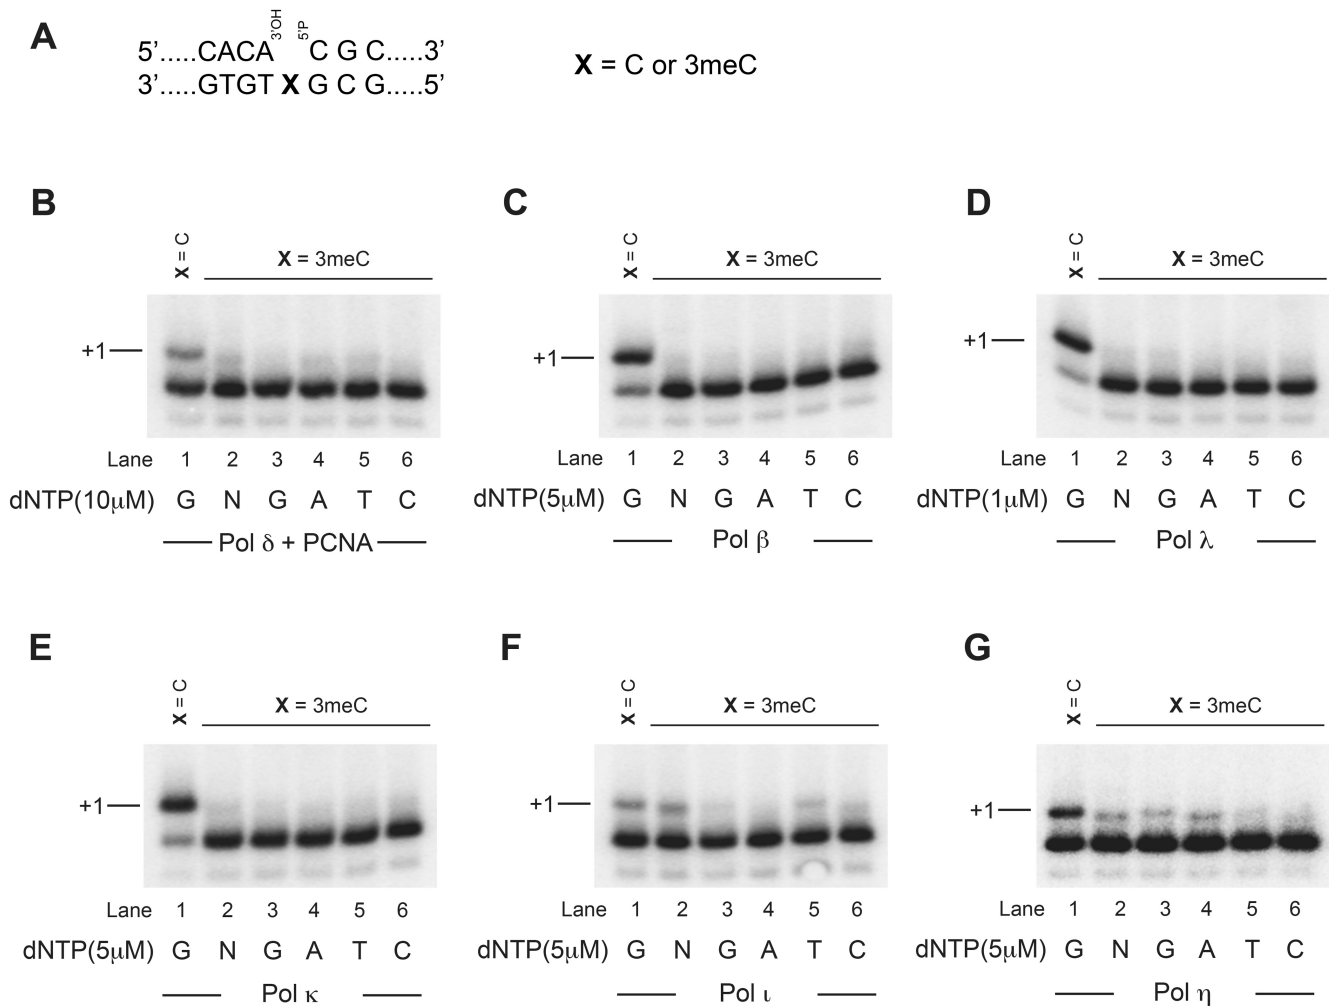 A
3'OH 5'P
5'.....CACA C G C.....3'
3'.....GTGT X G C G.....5'
X = C or 3meC
B
X = C
X = 3meC
+1
Lane 1 2 3 4 5 6
dNTP(10µM) G N G A T C
Pol δ + PCNA
C
X = C
X = 3meC
+1
Lane 1 2 3 4 5 6
dNTP(5µM) G N G A T C
Pol β
D
X = C
X = 3meC
+1
Lane 1 2 3 4 5 6
dNTP(1µM) G N G A T C
Pol λ
E
X = C
X = 3meC
+1
Lane 1 2 3 4 5 6
dNTP(5µM) G N G A T C
Pol κ
F
X = C
X = 3meC
+1
Lane 1 2 3 4 5 6
dNTP(5µM) G N G A T C
Pol ι
G
X = C
X = 3meC
+1
Lane 1 2 3 4 5 6
dNTP(5µM) G N G A T C
Pol η